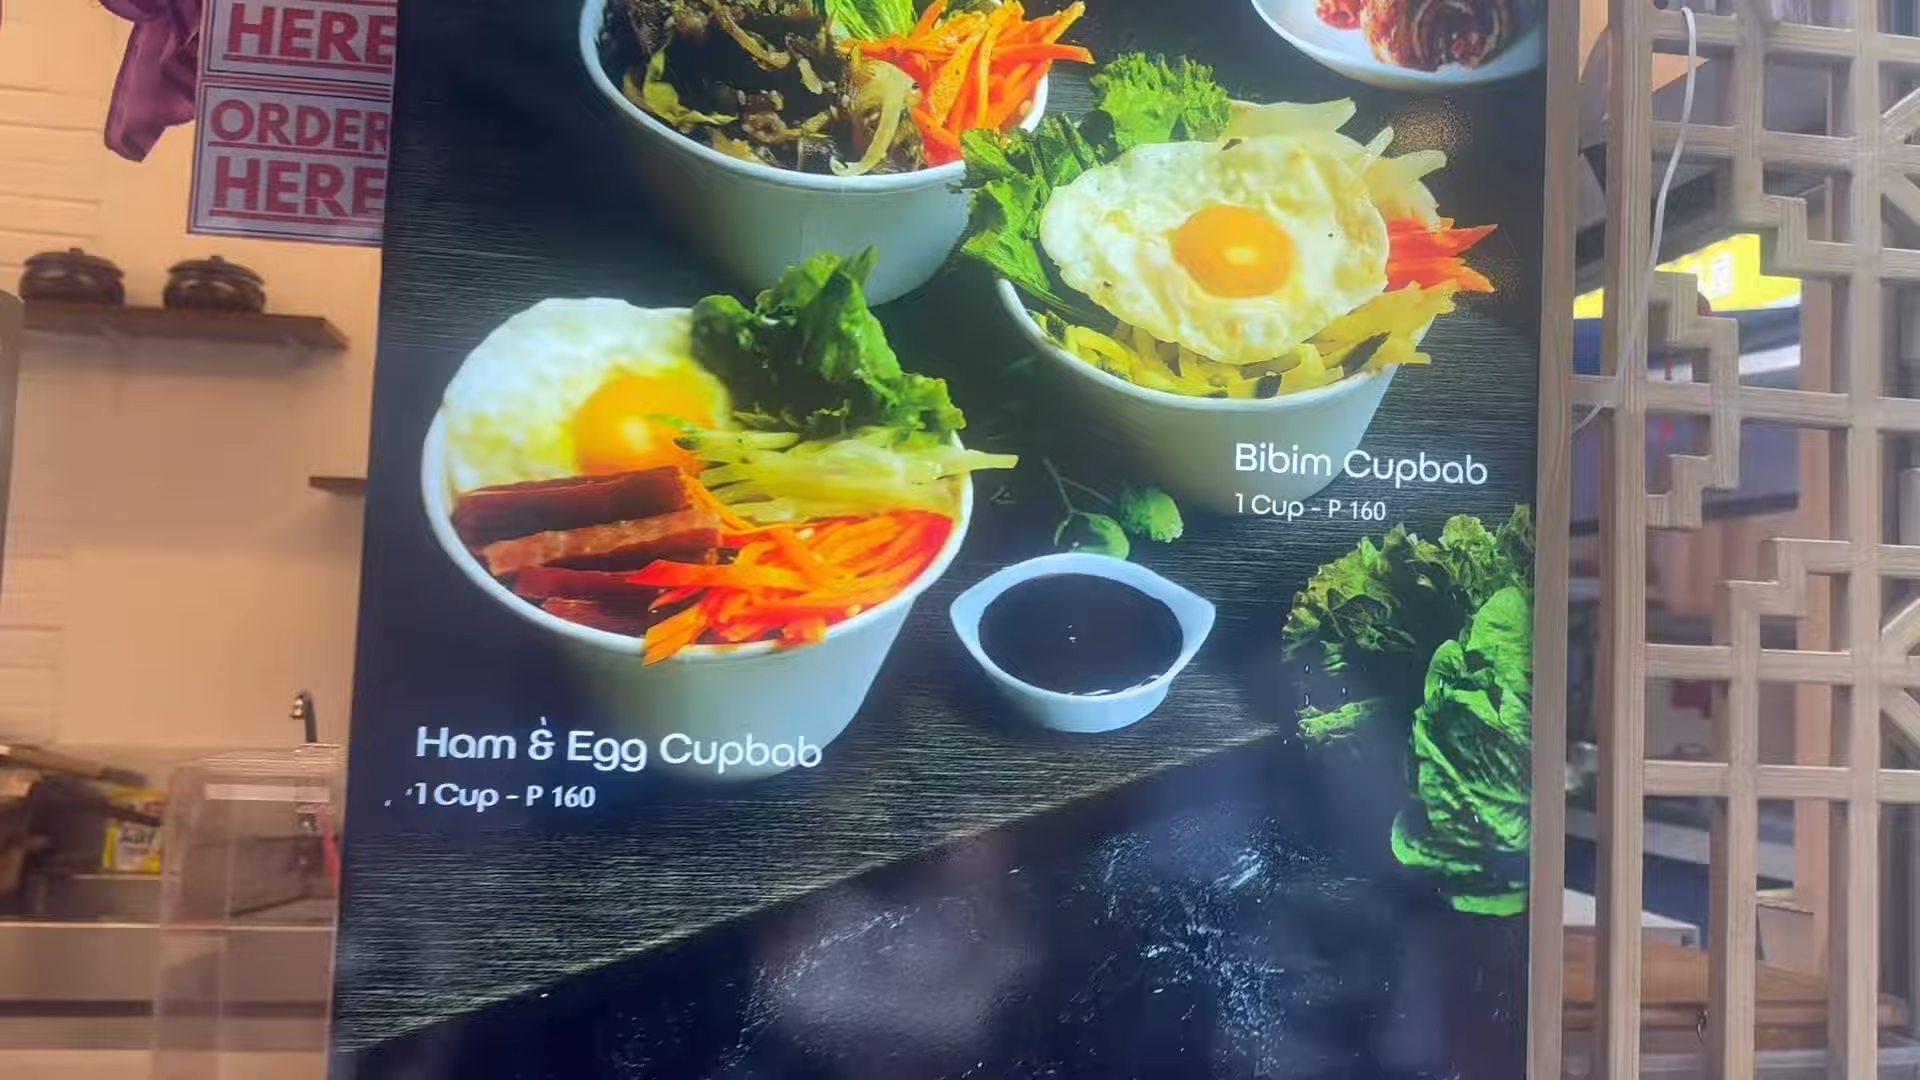 HERE
ORDER
HERE
Bibim Cupbab
1 Cup - P 160
Ham & Egg Cupbab
1 Cup - P 160